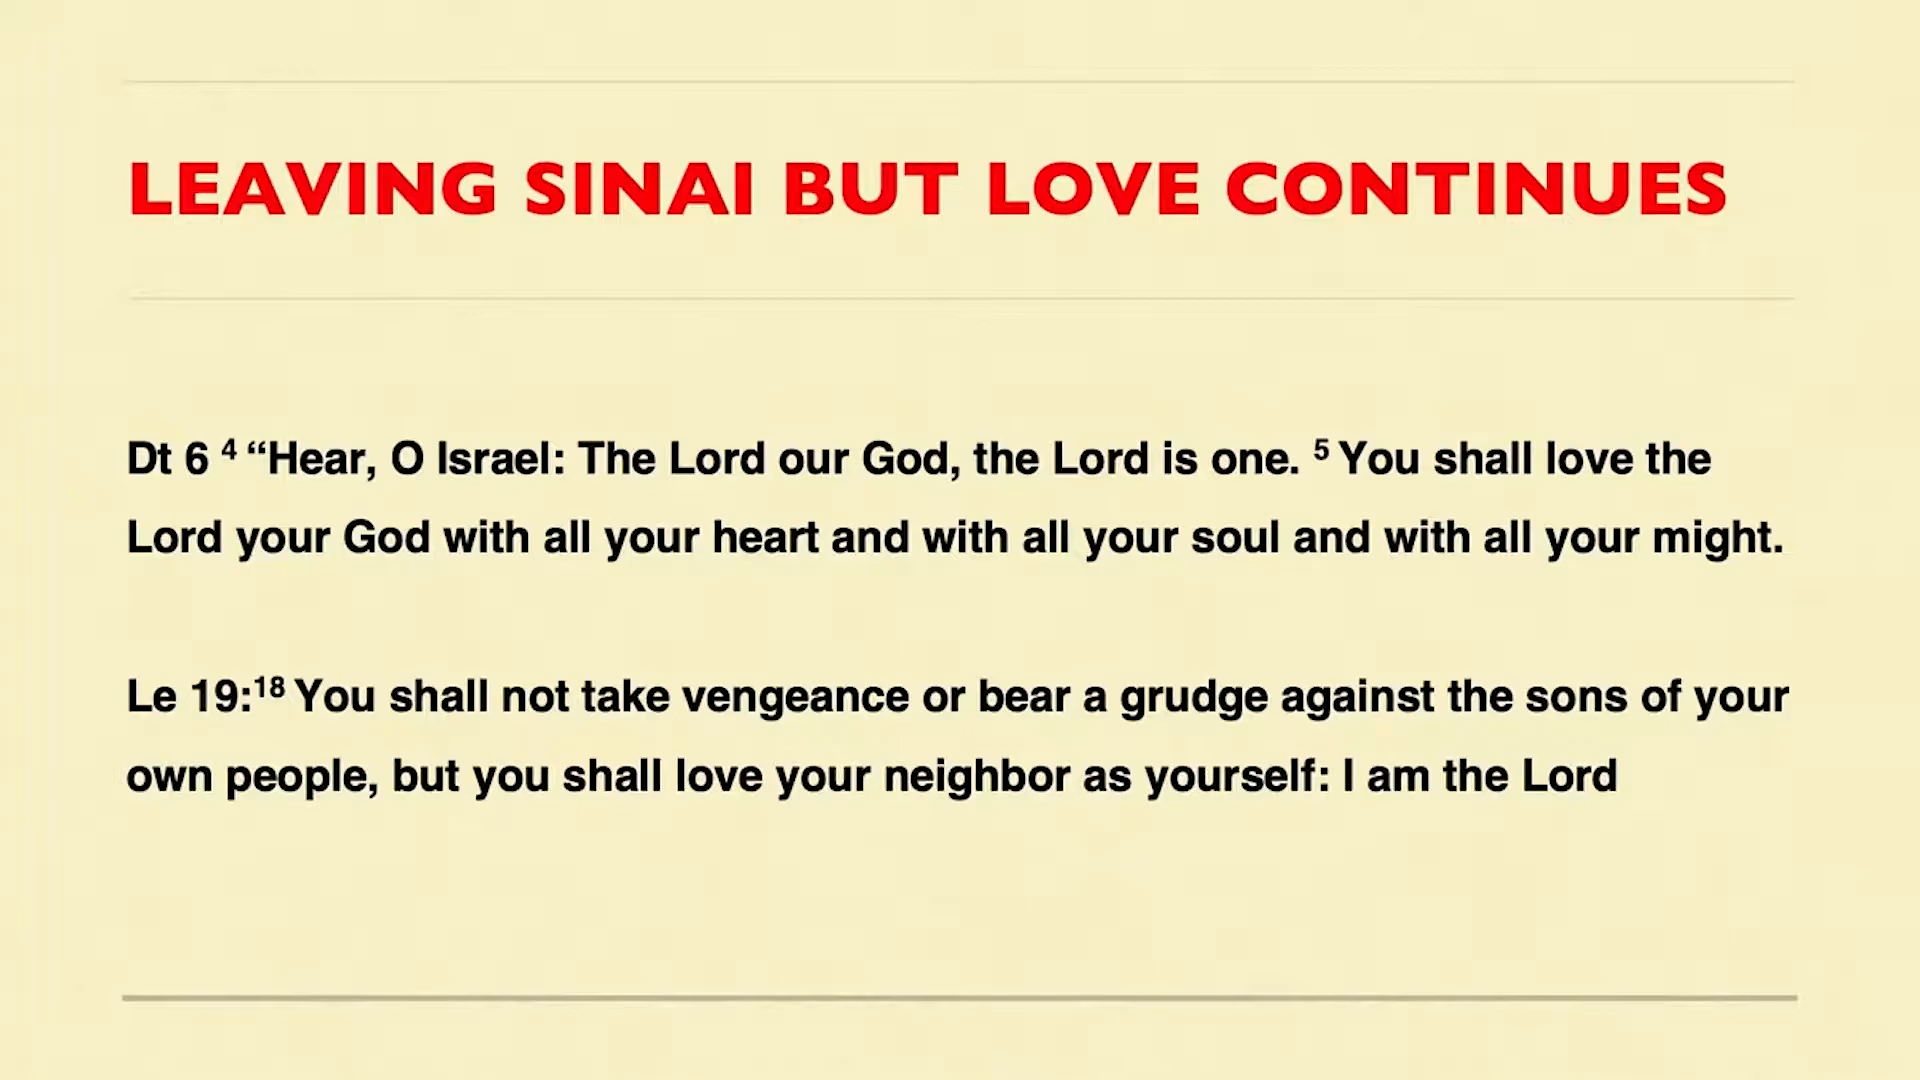 LEAVING SINAI BUT LOVE CONTINUES
Dt 6 4 “Hear, O Israel: The Lord our God, the Lord is one. 5 You shall love the
Lord your God with all your heart and with all your soul and with all your might.
Le 19:18 You shall not take vengeance or bear a grudge against the sons of your
own people, but you shall love your neighbor as yourself: I am the Lord